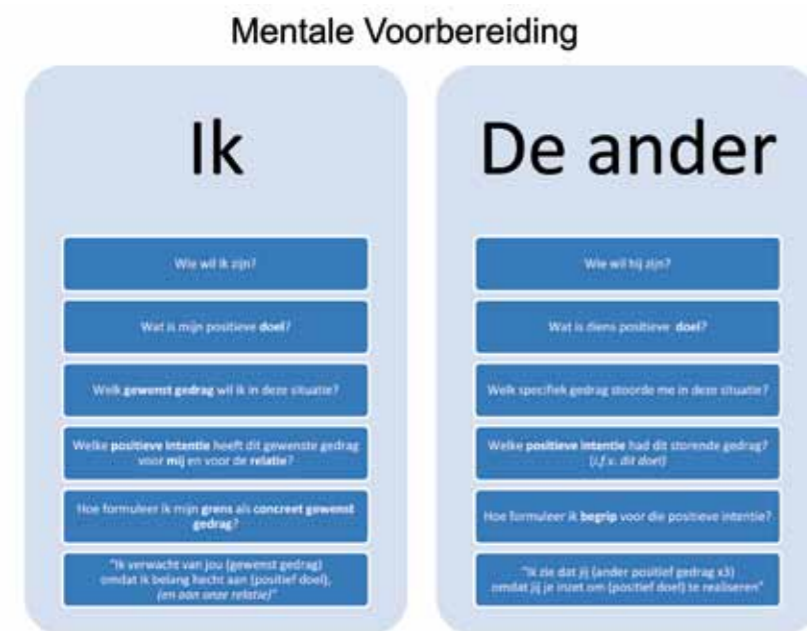 Mentale Voorbereiding
Ik
Wie wil ik zijn?
Wat is mijn positieve doel?
Welk gewenst gedrag wil ik in deze situatie?
Welke positieve intentie heeft dit gewenste gedrag
voor mij en voor de relatie?
Hoe formuleer ik mijn grens als concreet gewenst
gedrag?
"Ik verwacht van jou (gewenst gedrag)
omdat ik belang hecht aan (positief doel),
(en aan onze relatie)"
De ander
Wie wil hij zijn?
Wat is diens positieve doel?
Welk specifiek gedrag stoorde me in deze situatie?
Welke positieve intentie had dit storende gedrag?
(i.f.v. dit doel)
Hoe formuleer ik begrip voor die positieve intentie?
"Ik zie dat jij (ander positief gedrag x3)
omdat jij je inzet om (positief doel) te realiseren"